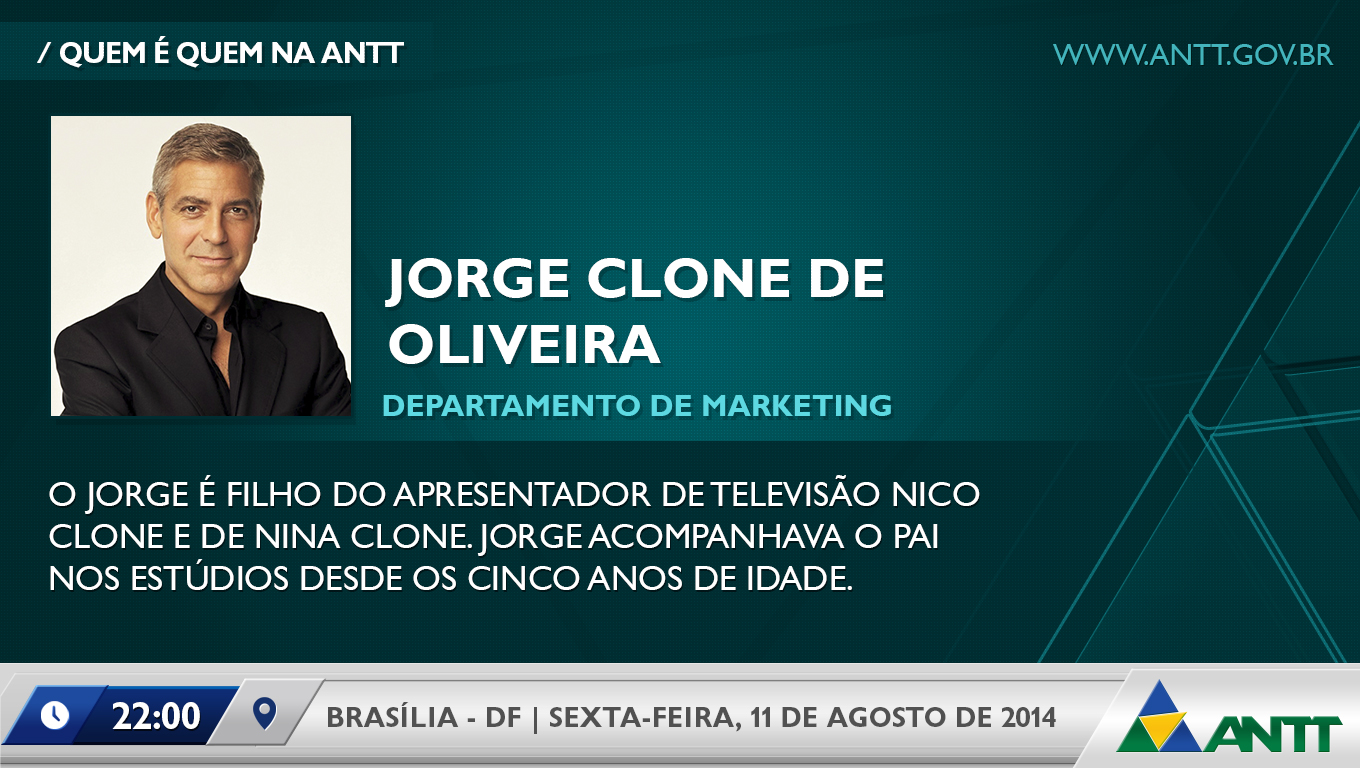 / QUEM É QUEM NA ANTT
WWW.ANTT.GOV.BR
JORGE CLONE DE
OLIVEIRA
DEPARTAMENTO DE MARKETING
O JORGE É FILHO DO APRESENTADOR DE TELEVISÃO NICO
CLONE E DE NINA CLONE. JORGE ACOMPANHAVA O PAI
NOS ESTÚDIOS DESDE OS CINCO ANOS DE IDADE.
22:00
BRASÍLIA - DF | SEXTA-FEIRA, 11 DE AGOSTO DE 2014
ANTT